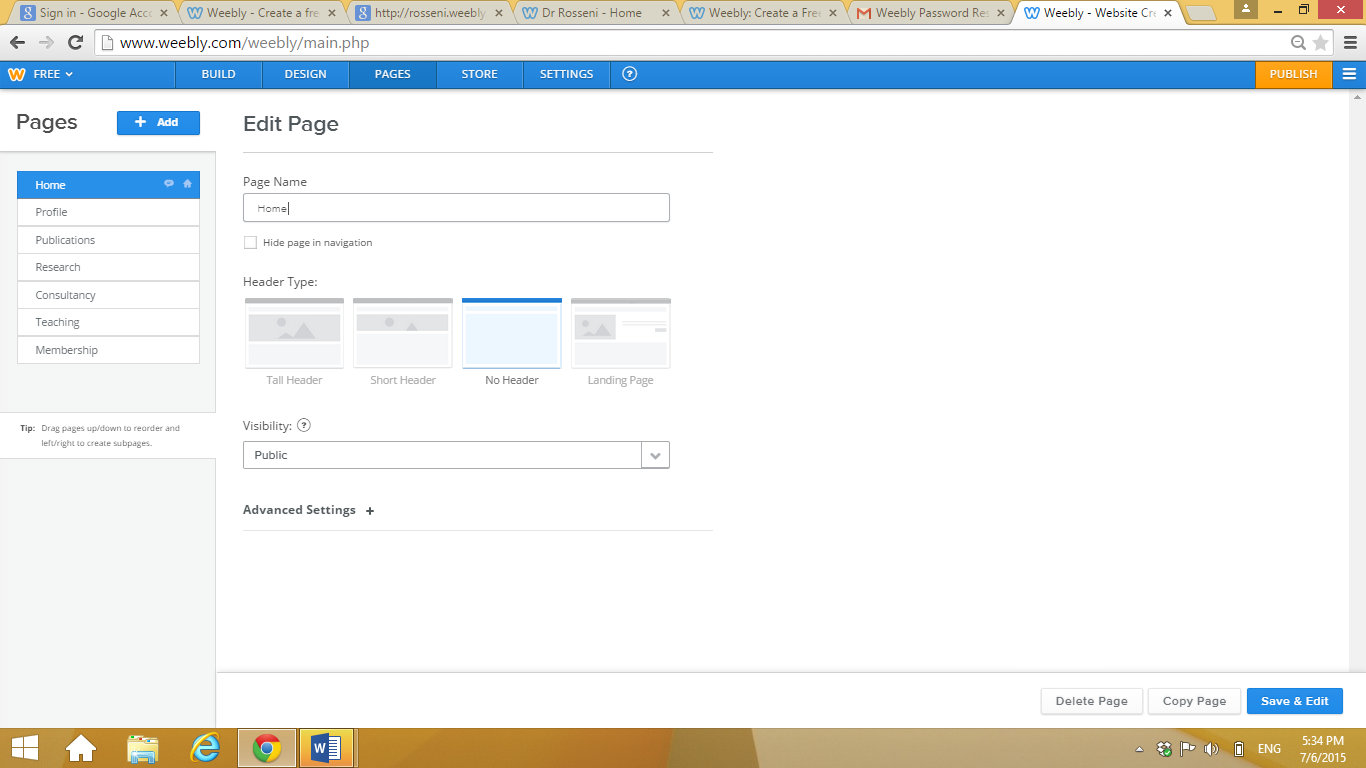 Sign in - Google Acco
Weebly - Create a free
http://rosseni.weebly
Dr Rosseni - Home
Weebly: Create a Free
Weebly Password Res
Weebly - Website Cre
www.weebly.com/weebly/main.php
FREE BUILD DESIGN PAGES STORE SETTINGS ? PUBLISH
Pages
+ Add
Home
Profile
Publications
Research
Consultancy
Teaching
Membership
Tip: Drag pages up/down to reorder and
left/right to create subpages.
Edit Page
Page Name
Home
Hide page in navigation
Header Type:
Tall Header Short Header No Header Landing Page
Visibility: ?
Public
Advanced Settings +
Delete Page Copy Page Save & Edit
ENG
5:34 PM
7/6/2015